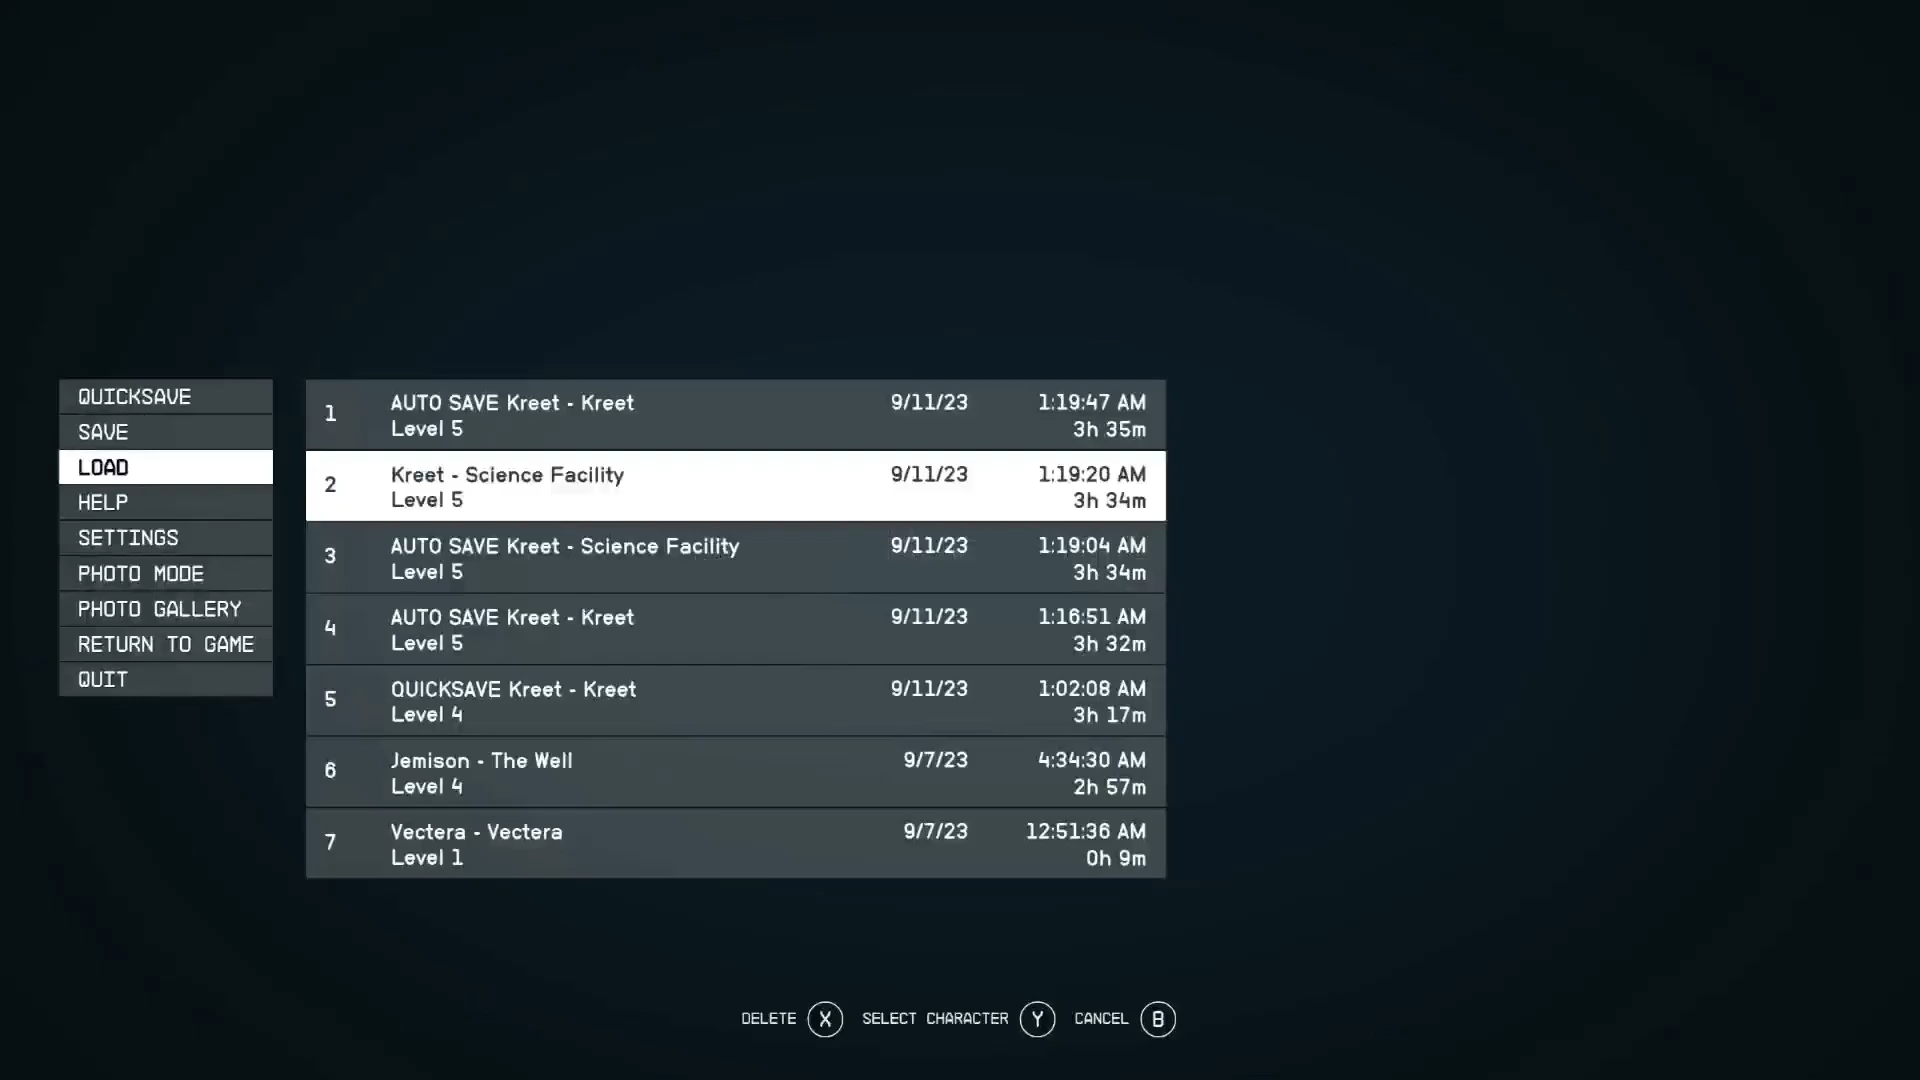 QUICKSAVE
SAVE
LOAD
HELP
SETTINGS
PHOTO MODE
PHOTO GALLERY
RETURN TO GAME
QUIT
1 AUTO SAVE Kreet - Kreet 9/11/23 1:19:47 AM
Level 5 3h 35m
2 Kreet - Science Facility 9/11/23 1:19:20 AM
Level 5 3h 34m
3 AUTO SAVE Kreet - Science Facility 9/11/23 1:19:04 AM
Level 5 3h 34m
4 AUTO SAVE Kreet - Kreet 9/11/23 1:16:51 AM
Level 5 3h 32m
5 QUICKSAVE Kreet - Kreet 9/11/23 1:02:08 AM
Level 4 3h 17m
6 Jemison - The Well 9/7/23 4:34:30 AM
Level 4 2h 57m
7 Vectera - Vectera 9/7/23 12:51:36 AM
Level 1 0h 9m
DELETE X SELECT CHARACTER Y CANCEL B